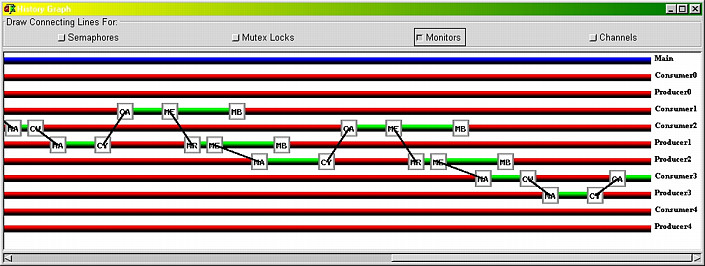 History Graph
Draw Connecting Lines For:
Semaphores Mutex Locks Monitors Channels
Main
Consumer0
Producer0
CA ME MB Consumer1
MA CW CA ME MB Consumer2
MA CY MR ME MB Producer1
MA CY MR ME MB Producer2
MA CW CA Consumer3
MA CY Producer3
Consumer4
Producer4